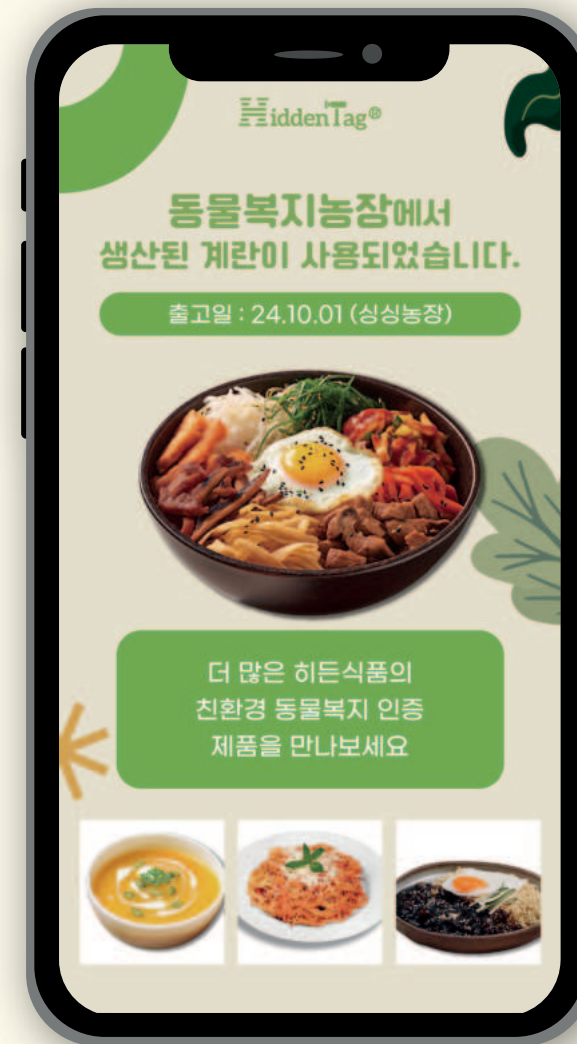 HiddenTag®
동물복지농장에서
생산된 계란이 사용되었습니다.
출고일 : 24.10.01 (싱싱농장)
더 많은 히든식품의
친환경 동물복지 인증
제품을 만나보세요